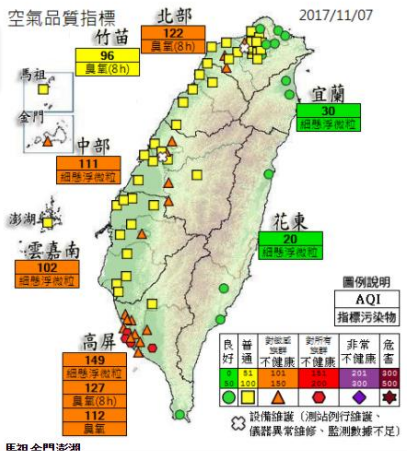 空氣品質指標
2017/11/07
北部
122
臭氧(8h)
竹苗
96
臭氧(8h)
馬祖
金門
宜蘭
30
細懸浮微粒
中部
111
細懸浮微粒
花東
20
細懸浮微粒
澎湖
雲嘉南
102
細懸浮微粒
高屏
149
細懸浮微粒
127
臭氧(8h)
112
臭氧
圖例說明
AQI
指標污染物
良好
普通
對敏感族群不健康
對所有族群不健康
非常不健康
危害
0 51 101 151 201 300
50 100 150 200 300 500
設備維護（測站例行維護、
儀器異常維修、監測數不足）
馬祖金門澎湖